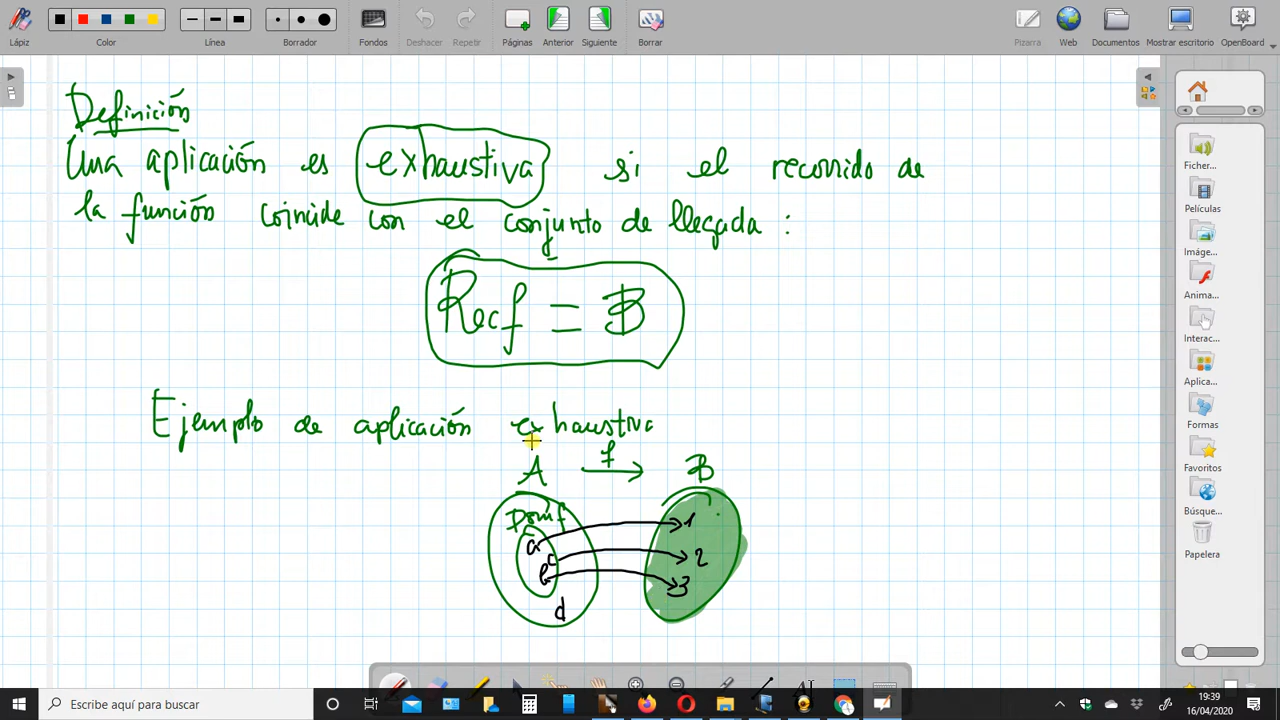 Lápiz Color Línea Borrador Fondos Deshacer Repetir Páginas Anterior Siguiente Borrar Pizarra Web Documentos Mostrar escritorio OpenBoard
Definición
Una aplicación es exhaustiva si el recorrido de
la función coincide con el conjunto de llegada :
Rec f = B
Ejemplo de aplicación exhaustiva
A f B
Dom f
a 1
c 2
b 3
d
Ficher...
Películas
Image...
Anima...
Interac...
Aplica...
Formas
Favoritos
Búsque...
Papelera
Escribe aquí para buscar
19:39
16/04/2020